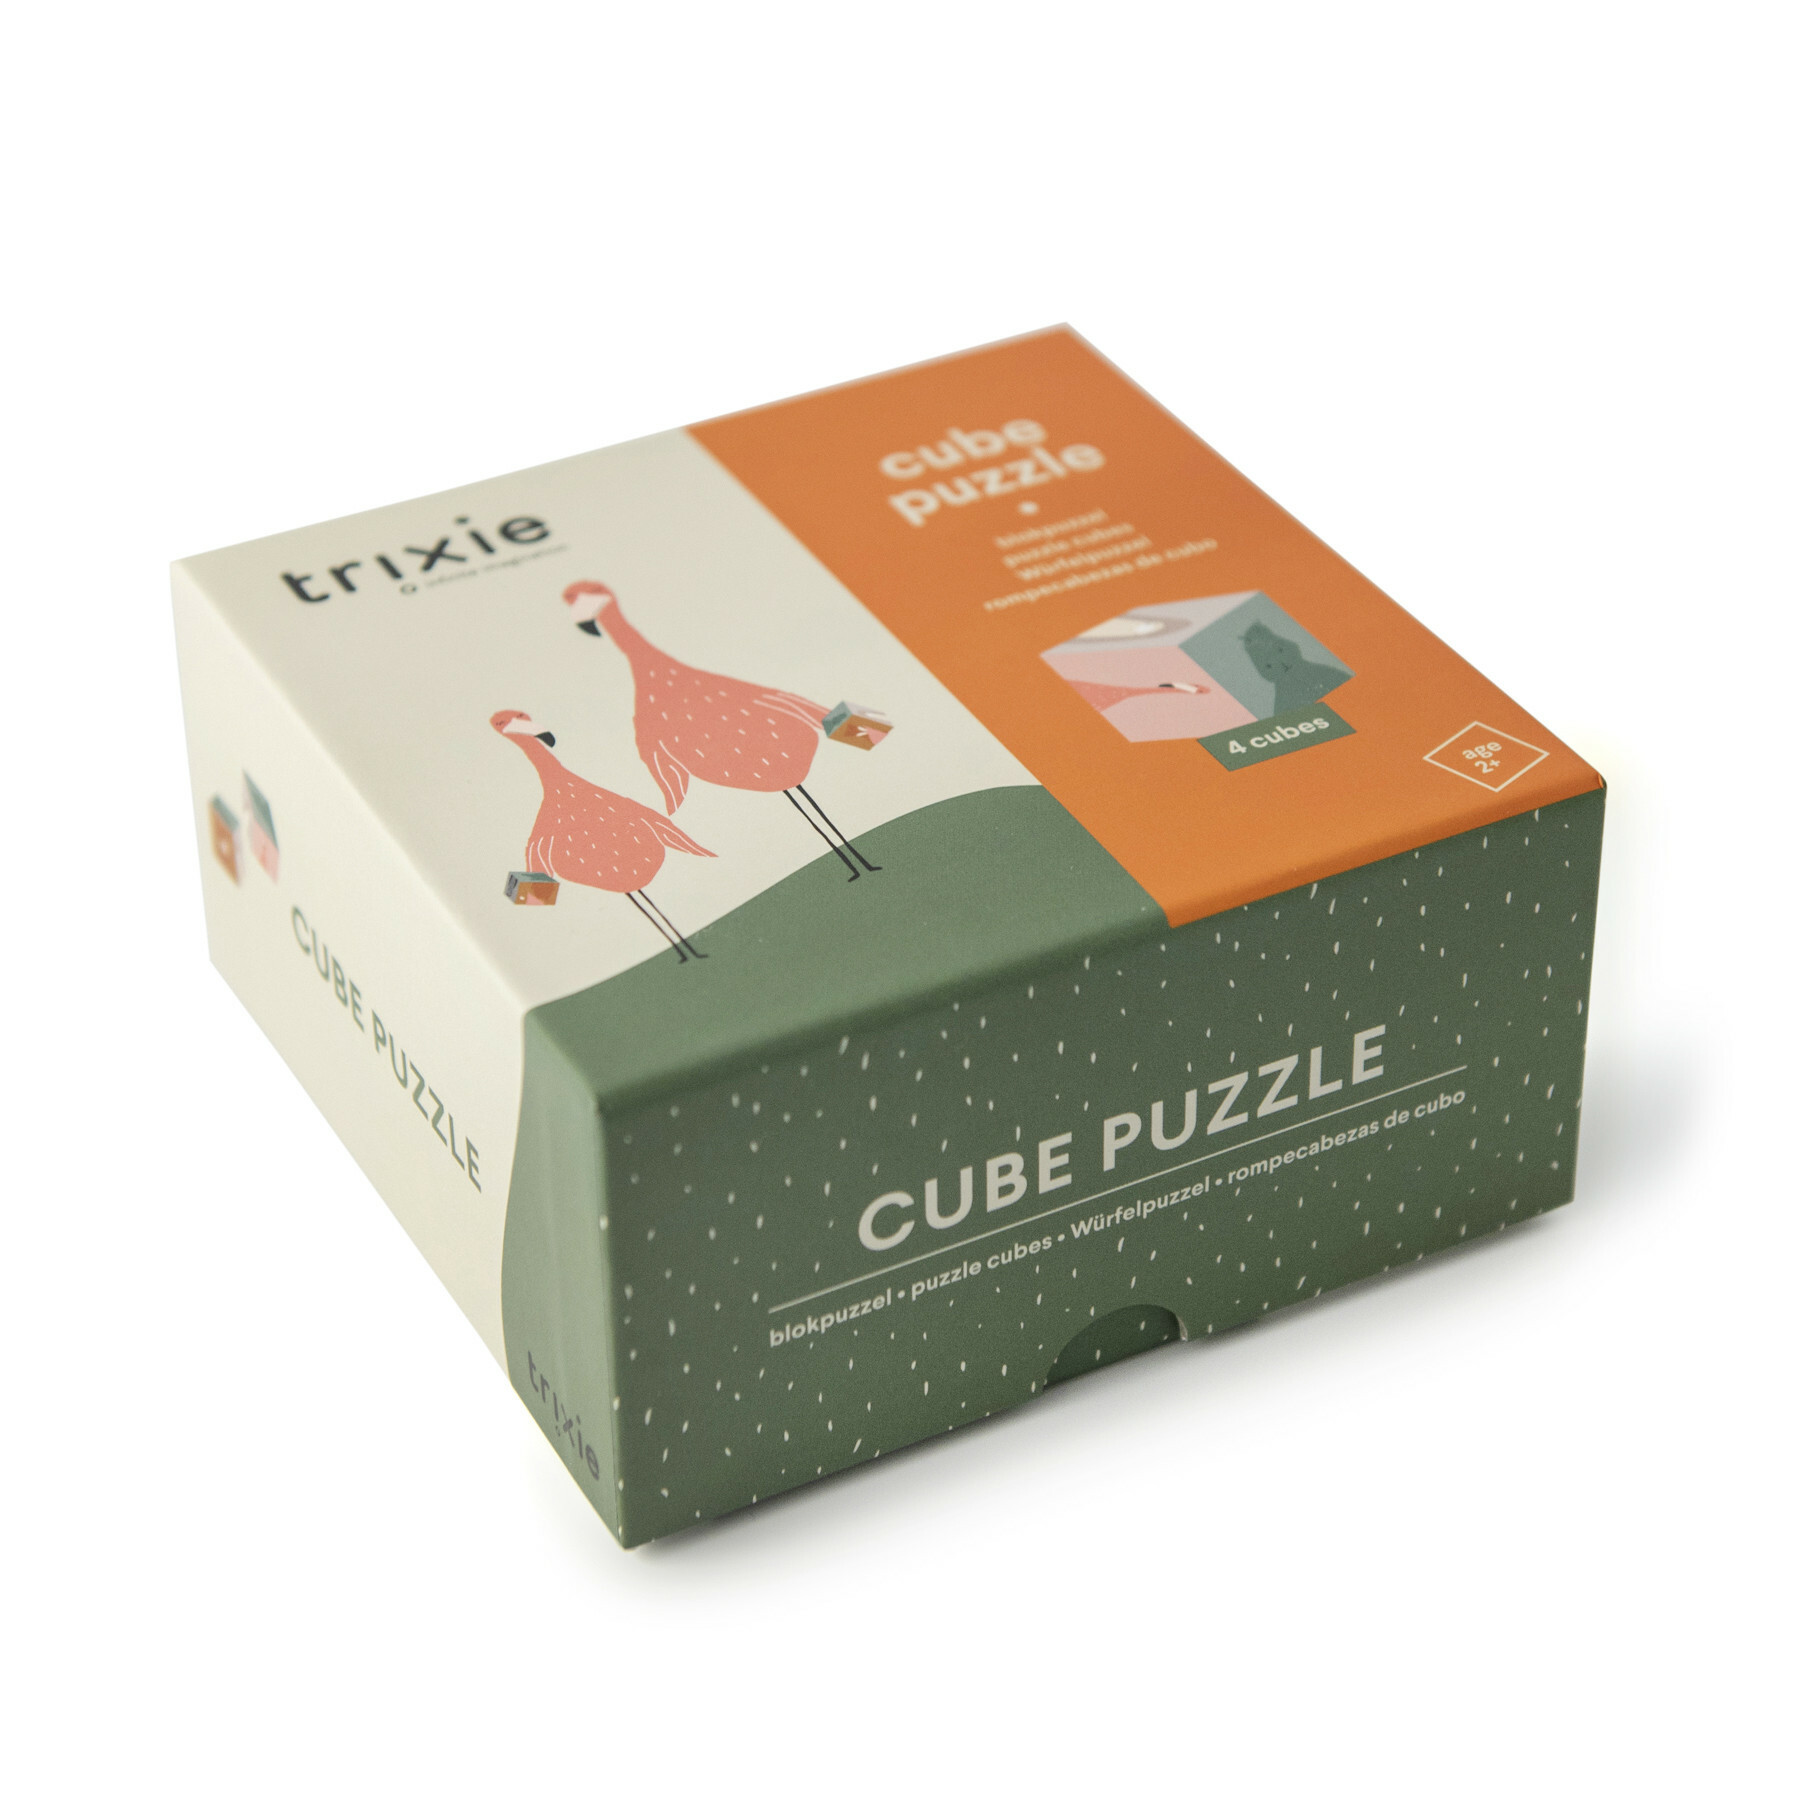 trixie
cube
puzzle
blokpuzzel
puzzle cubes
Würfelpuzzel
rompecabezas de cubo
4 cubes
age
2+
CUBE PUZZLE
trixie
CUBE PUZZLE
blokpuzzel • puzzle cubes • Würfelpuzzel • rompecabezas de cubo